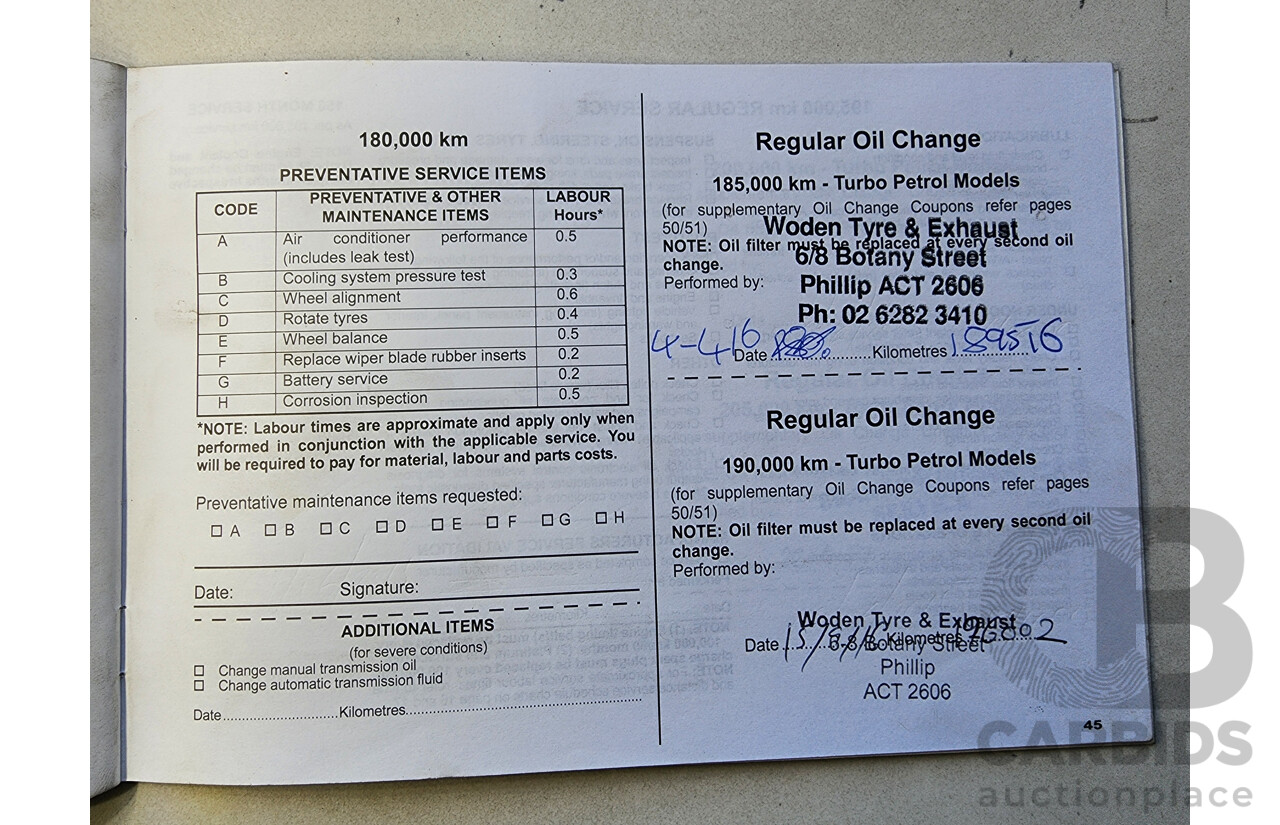 180,000 km
PREVENTATIVE SERVICE ITEMS
CODE PREVENTATIVE & OTHER MAINTENANCE ITEMS LABOUR Hours*
A Air conditioner performance (includes leak test) 0.5
B Cooling system pressure test 0.3
C Wheel alignment 0.6
D Rotate tyres 0.4
E Wheel balance 0.5
F Replace wiper blade rubber inserts 0.2
G Battery service 0.2
H Corrosion inspection 0.5
*NOTE: Labour times are approximate and apply only when
performed in conjunction with the applicable service. You
will be required to pay for material, labour and parts costs.
Preventative maintenance items requested:
☐ A ☐ B ☐ C ☐ D ☐ E ☐ F ☐ G ☐ H
Date: Signature:
ADDITIONAL ITEMS
(for severe conditions)
☐ Change manual transmission oil
☐ Change automatic transmission fluid
Date Kilometres
Regular Oil Change
185,000 km - Turbo Petrol Models
(for supplementary Oil Change Coupons refer pages
50/51)
Woden Tyre & Exhaust
NOTE: Oil filter must be replaced at every second oil
6/8 Botany Street
change.
Performed by:
Phillip ACT 2606
Ph: 02 6282 3410
4-4-16 Date Kilometres 189516
Regular Oil Change
190,000 km - Turbo Petrol Models
(for supplementary Oil Change Coupons refer pages
50/51)
NOTE: Oil filter must be replaced at every second oil
change.
Performed by:
Woden Tyre & Exhaust
Date Kilometres
6-8 Botany Street
Phillip
ACT 2606
45
CARBIDS
auctionplace